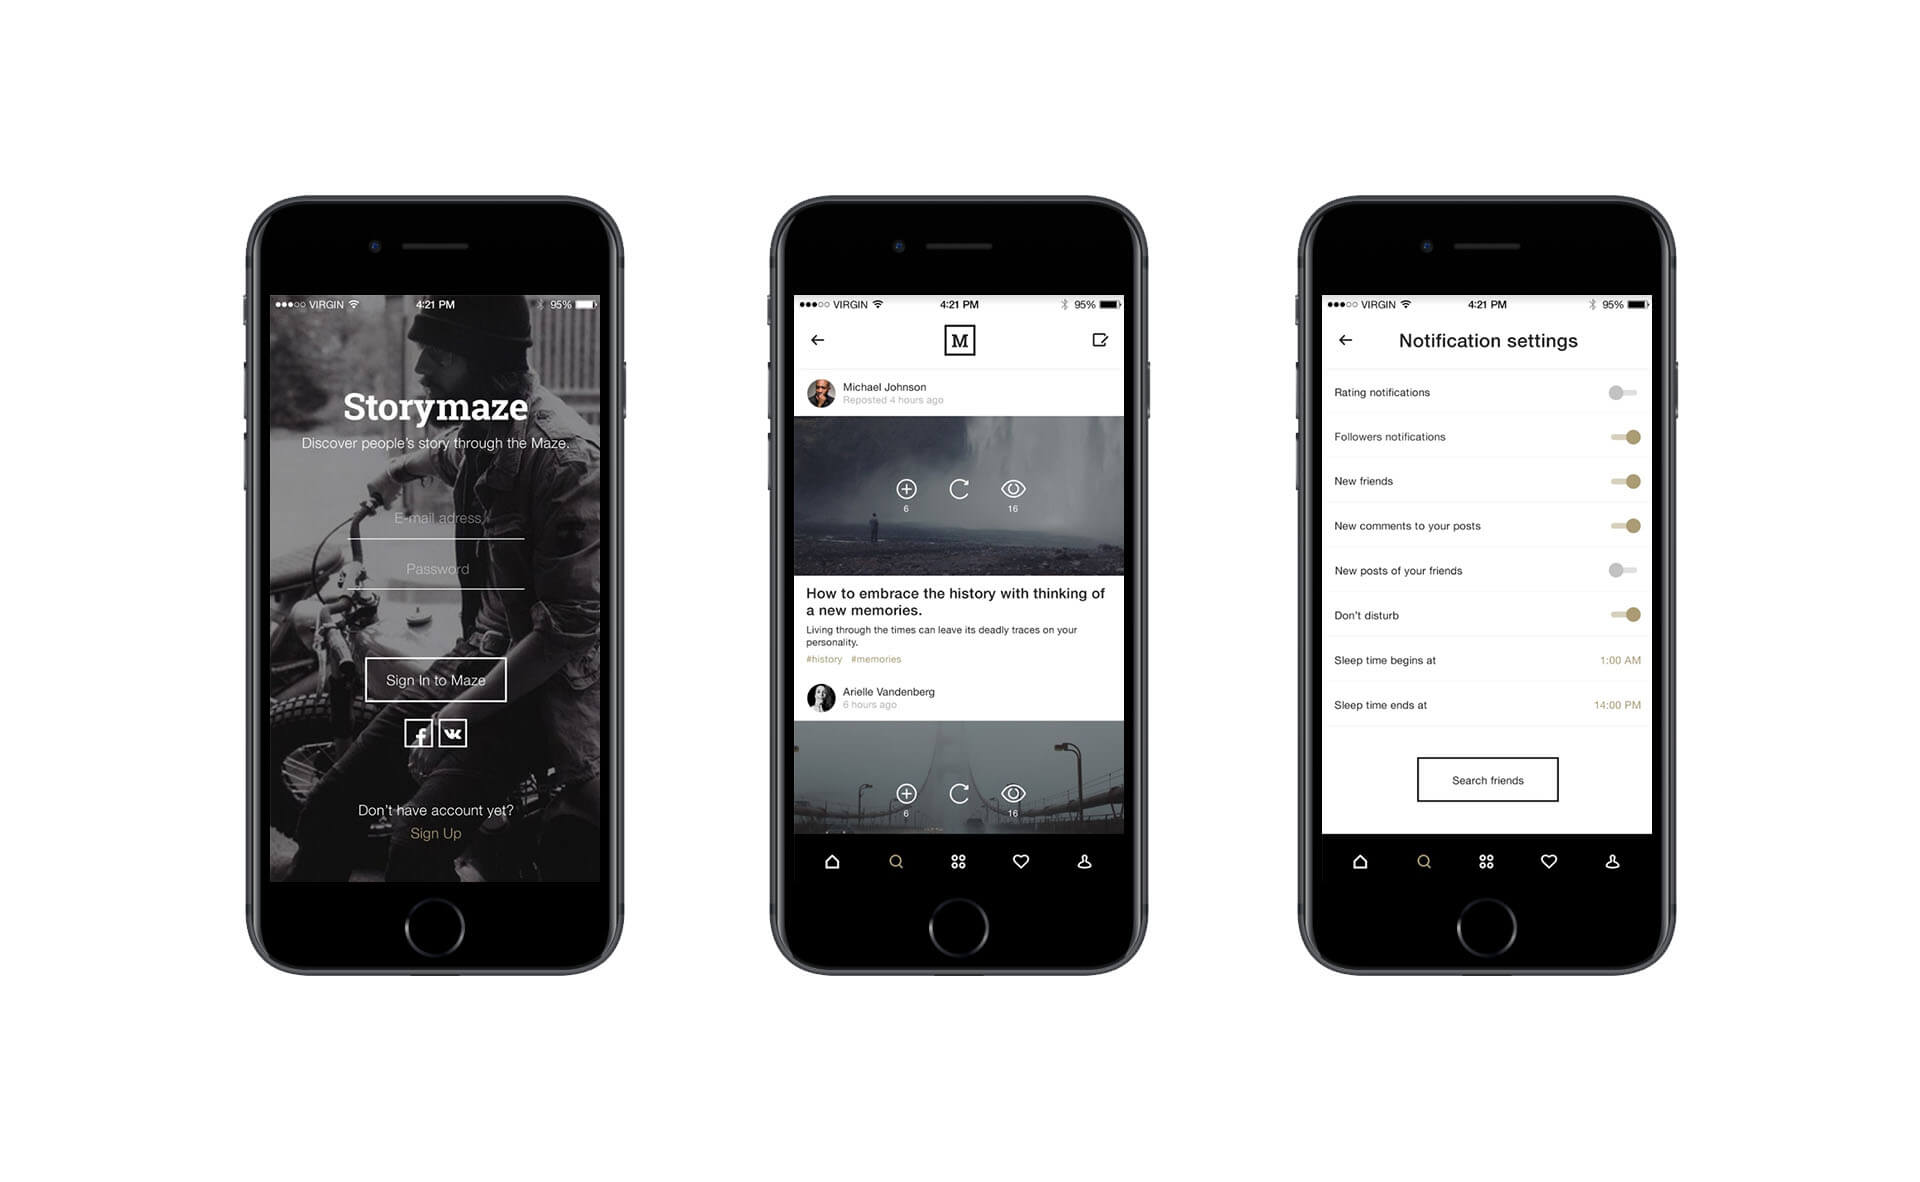 VIRGIN 4:21 PM 95%
Storymaze
Discover people's story through the Maze.
E-mail adress
Password
Sign In to Maze
f VK
Don't have account yet?
Sign Up
VIRGIN 4:21 PM 95%
M
Michael Johnson
Reposted 4 hours ago
6 16
How to embrace the history with thinking of
a new memories.
Living through the times can leave its deadly traces on your
personality.
#history #memories
Arielle Vandenberg
6 hours ago
6 16
VIRGIN 4:21 PM 95%
Notification settings
Rating notifications
Followers notifications
New friends
New comments to your posts
New posts of your friends
Don't disturb
Sleep time begins at 1:00 AM
Sleep time ends at 14:00 PM
Search friends